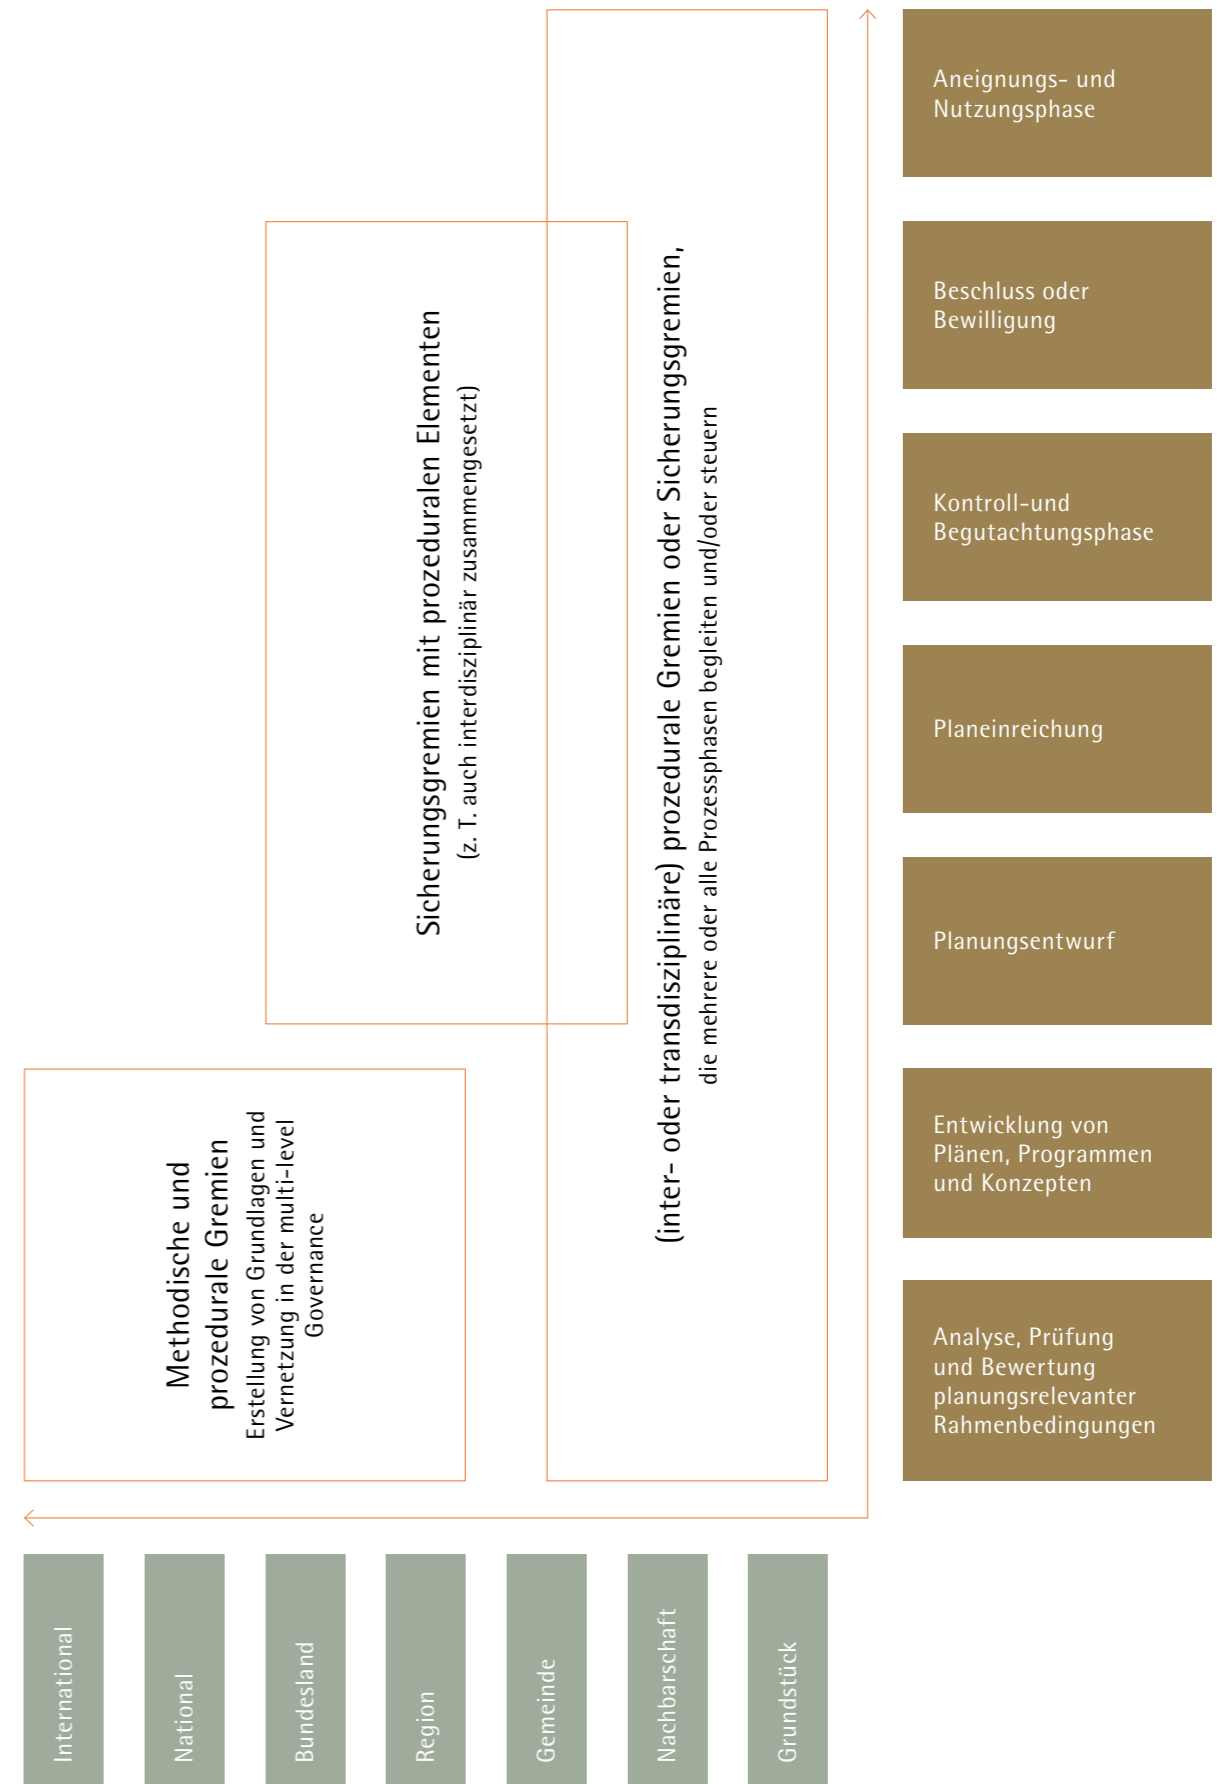 Aneignungs- und
Nutzungsphase
Beschluss oder
Bewilligung
Kontroll-und
Begutachtungsphase
Planeinreichung
Planungsentwurf
Entwicklung von
Plänen, Programmen
und Konzepten
Analyse, Prüfung
und Bewertung
planungsrelevanter
Rahmenbedingungen
Methodische und
prozedurale Gremien
Erstellung von Grundlagen und
Vernetzung in der multi-level
Governance
Sicherungsgremien mit prozeduralen Elementen
(z. T. auch interdisziplinär zusammengesetzt)
(inter- oder transdisziplinäre) prozedurale Gremien oder Sicherungsgremien,
die mehrere oder alle Prozessphasen begleiten und/oder steuern
International
National
Bundesland
Region
Gemeinde
Nachbarschaft
Grundstück